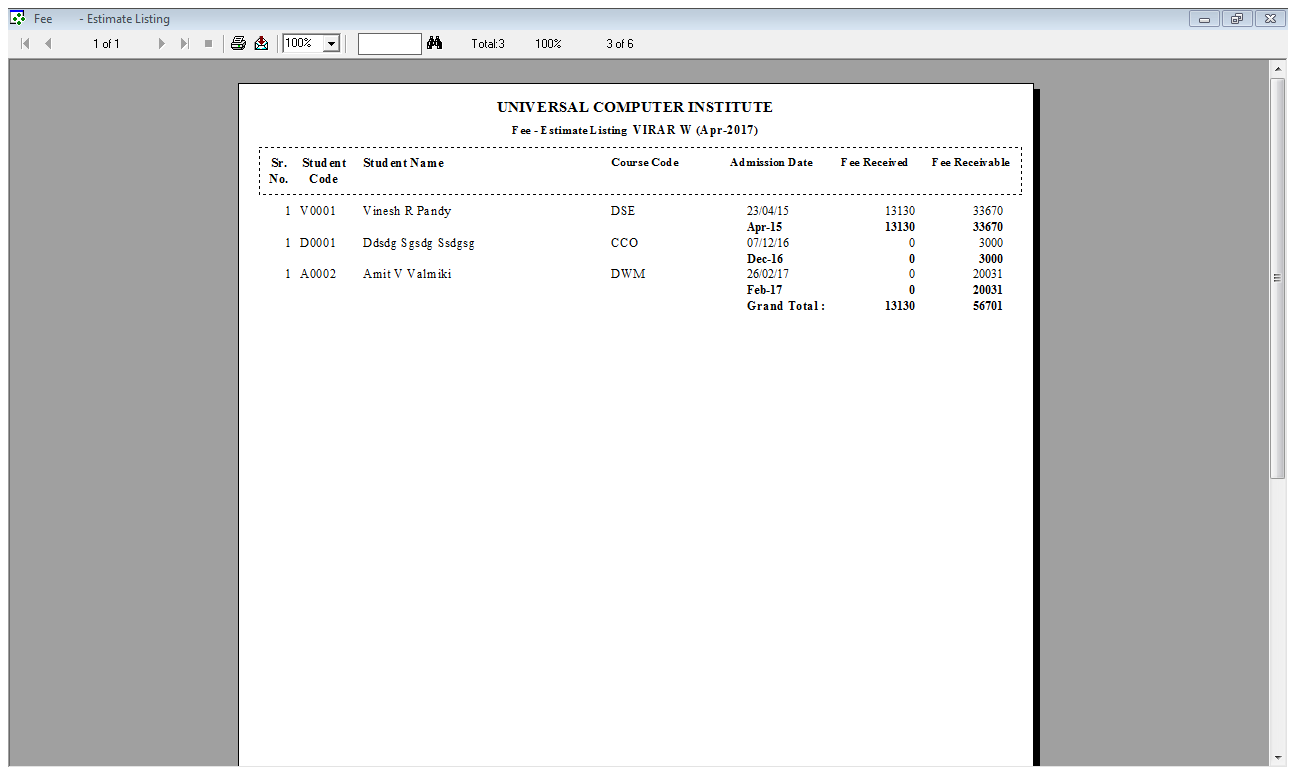 Fee - Estimate Listing
1 of 1 100% Total:3 100% 3 of 6
UNIVERSAL COMPUTER INSTITUTE
Fee - Estimate Listing VIRAR W (Apr-2017)
Sr. Student Student Name Course Code Admission Date Fee Received Fee Receivable
No. Code
1 V0001 Vinesh R Pandy DSE 23/04/15 13130 33670
Apr-15 13130 33670
1 D0001 Ddsdg Sgsdg Ssdgsg CCO 07/12/16 0 3000
Dec-16 0 3000
1 A0002 Amit V Valmiki DWM 26/02/17 0 20031
Feb-17 0 20031
Grand Total : 13130 56701